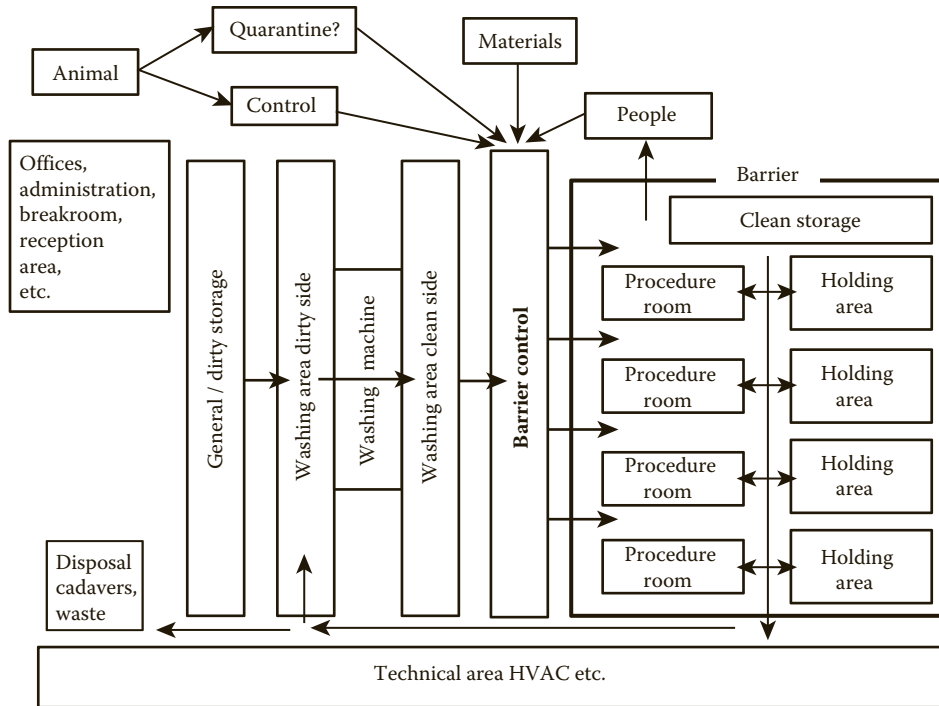 Quarantine?
Materials
Animal
Control
People
Offices,
administration,
breakroom,
reception
area,
etc.
General / dirty storage
Washing area dirty side
Washing machine
Washing area clean side
Barrier control
Barrier
Clean storage
Procedure
room
Holding
area
Procedure
room
Holding
area
Procedure
room
Holding
area
Procedure
room
Holding
area
Disposal
cadavers,
waste
Technical area HVAC etc.